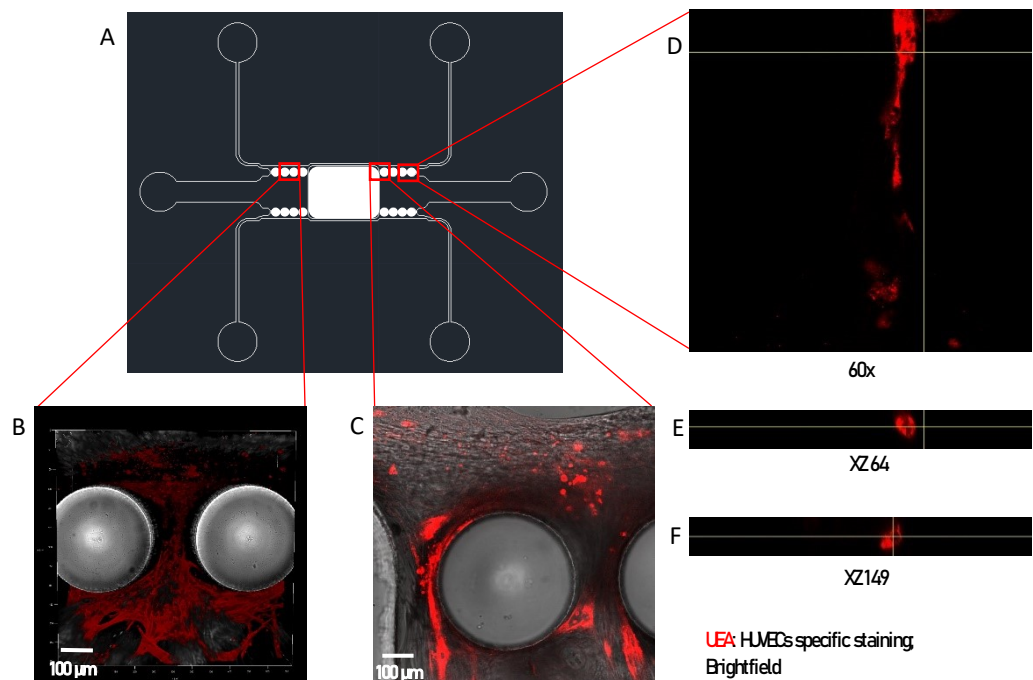 A
D
60x
B
C
E
XZ 64
F
XZ149
UEA: HUVECs specific staining;
Brightfield
100 µm
100 µm